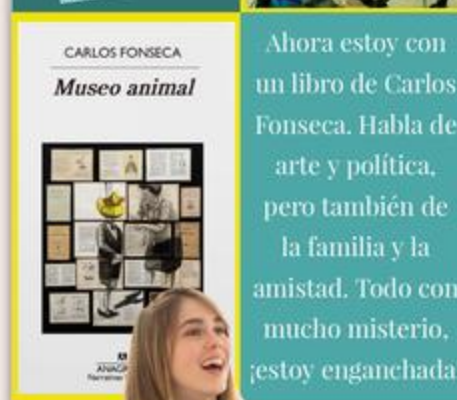 CARLOS FONSECA
Museo animal
Ahora estoy con
un libro de Carlos
Fonseca. Habla de
arte y política,
pero también de
la familia y la
amistad. Todo con
mucho misterio,
¡estoy enganchada